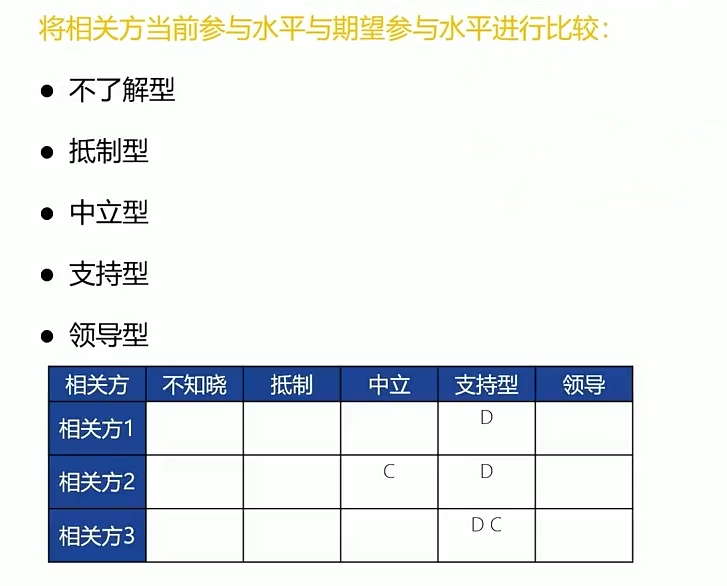 将相关方当前参与水平与期望参与水平进行比较：
● 不了解型
● 抵制型
● 中立型
● 支持型
● 领导型
相关方 不知晓 抵制 中立 支持型 领导
相关方1 D
相关方2 C D
相关方3 D C